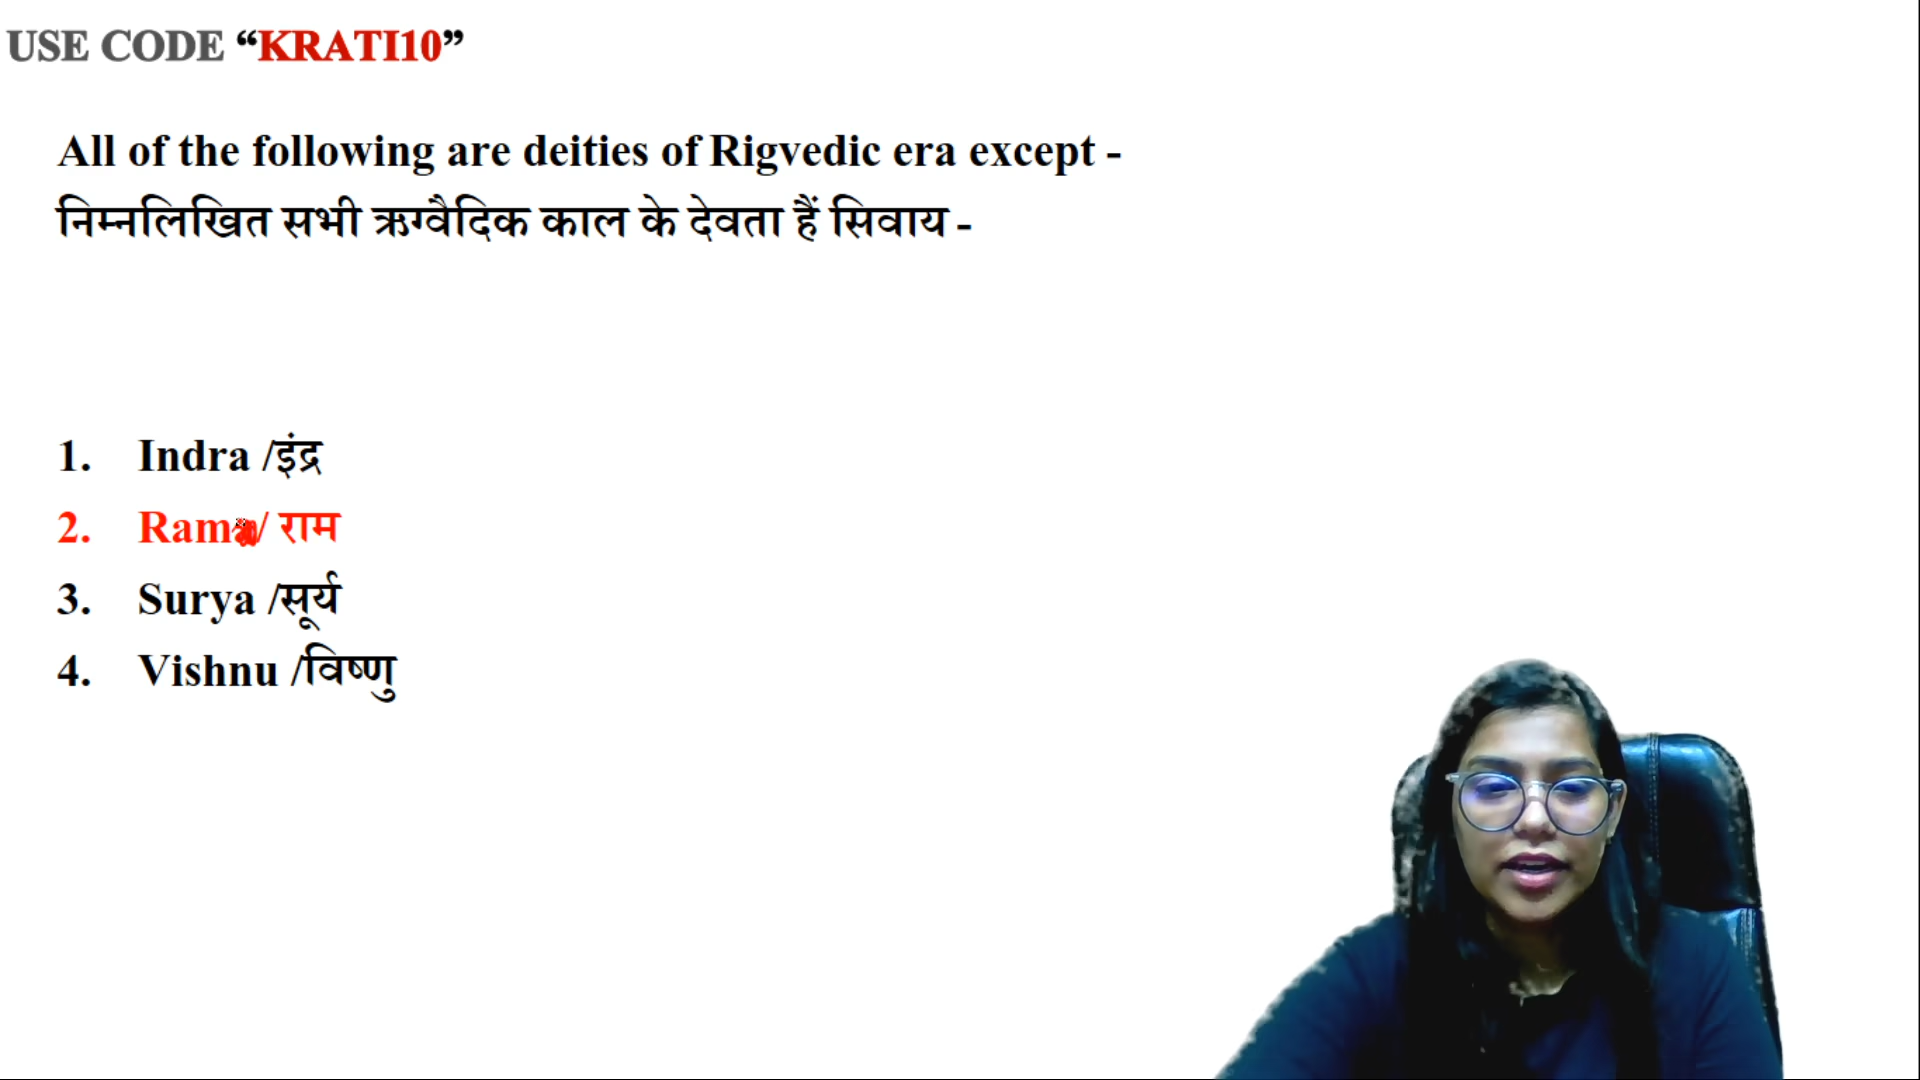 USE CODE “KRATI10”
All of the following are deities of Rigvedic era except -
निम्नलिखित सभी ऋग्वैदिक काल के देवता हैं सिवाय -
1. Indra /इंद्र
2. Rama/ राम
3. Surya /सूर्य
4. Vishnu /विष्णु